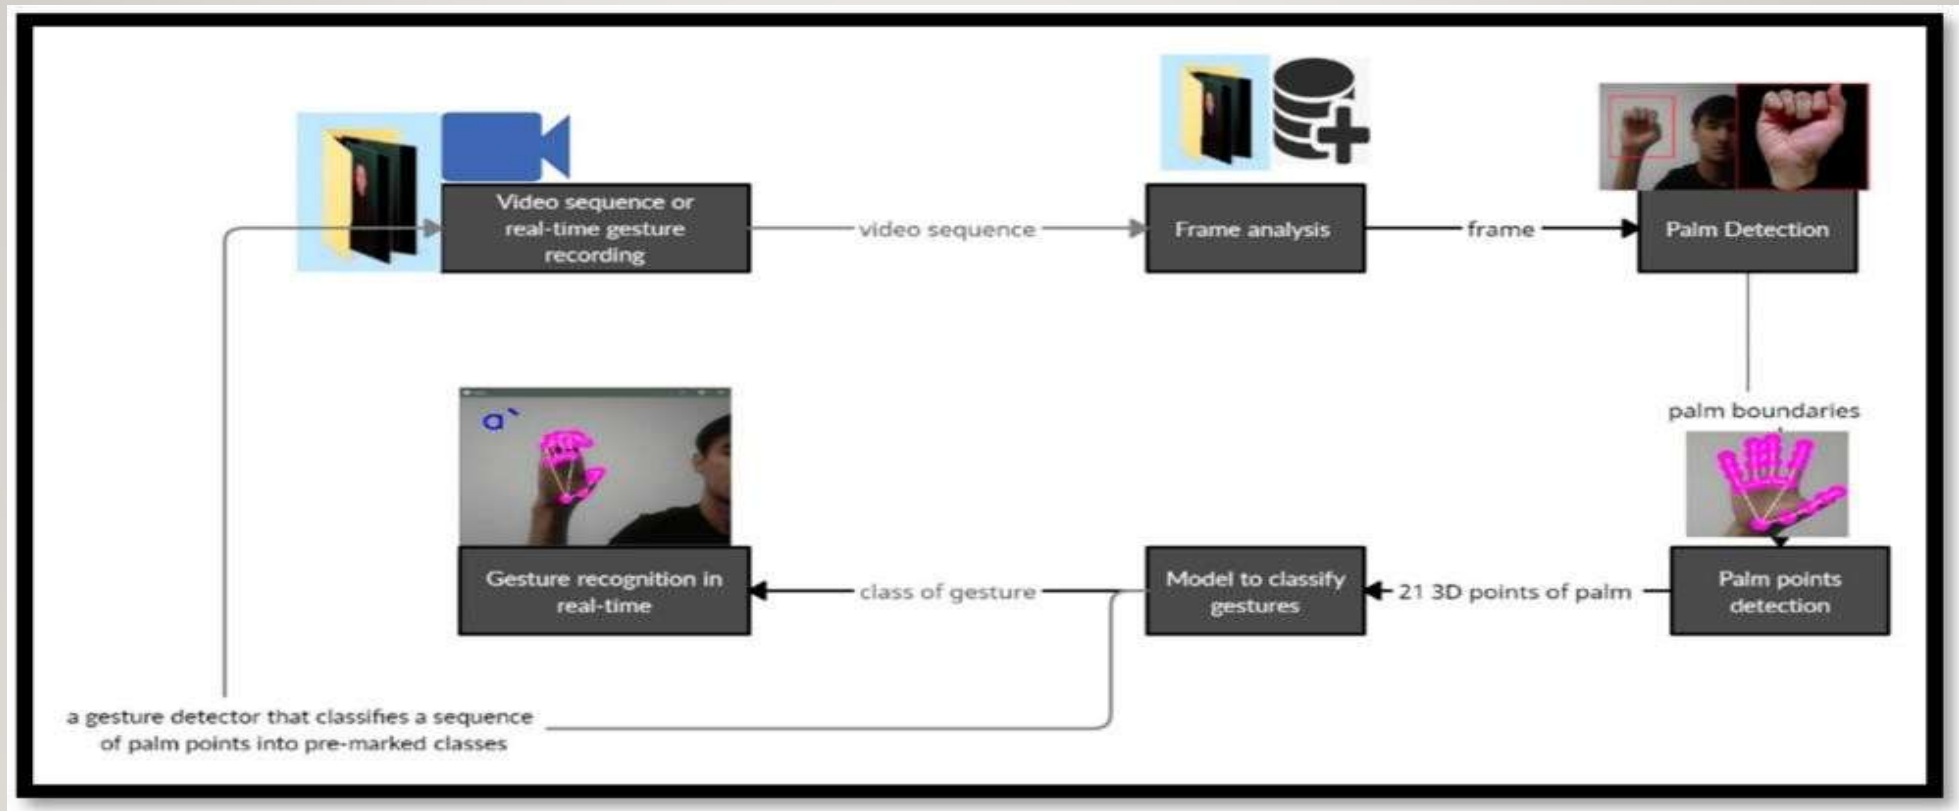 Video sequence or
real-time gesture
recording
video sequence
Frame analysis
frame
Palm Detection
palm boundaries
Palm points
detection
21 3D points of palm
Model to classify
gestures
class of gesture
a`
Gesture recognition in
real-time
a gesture detector that classifies a sequence
of palm points into pre-marked classes